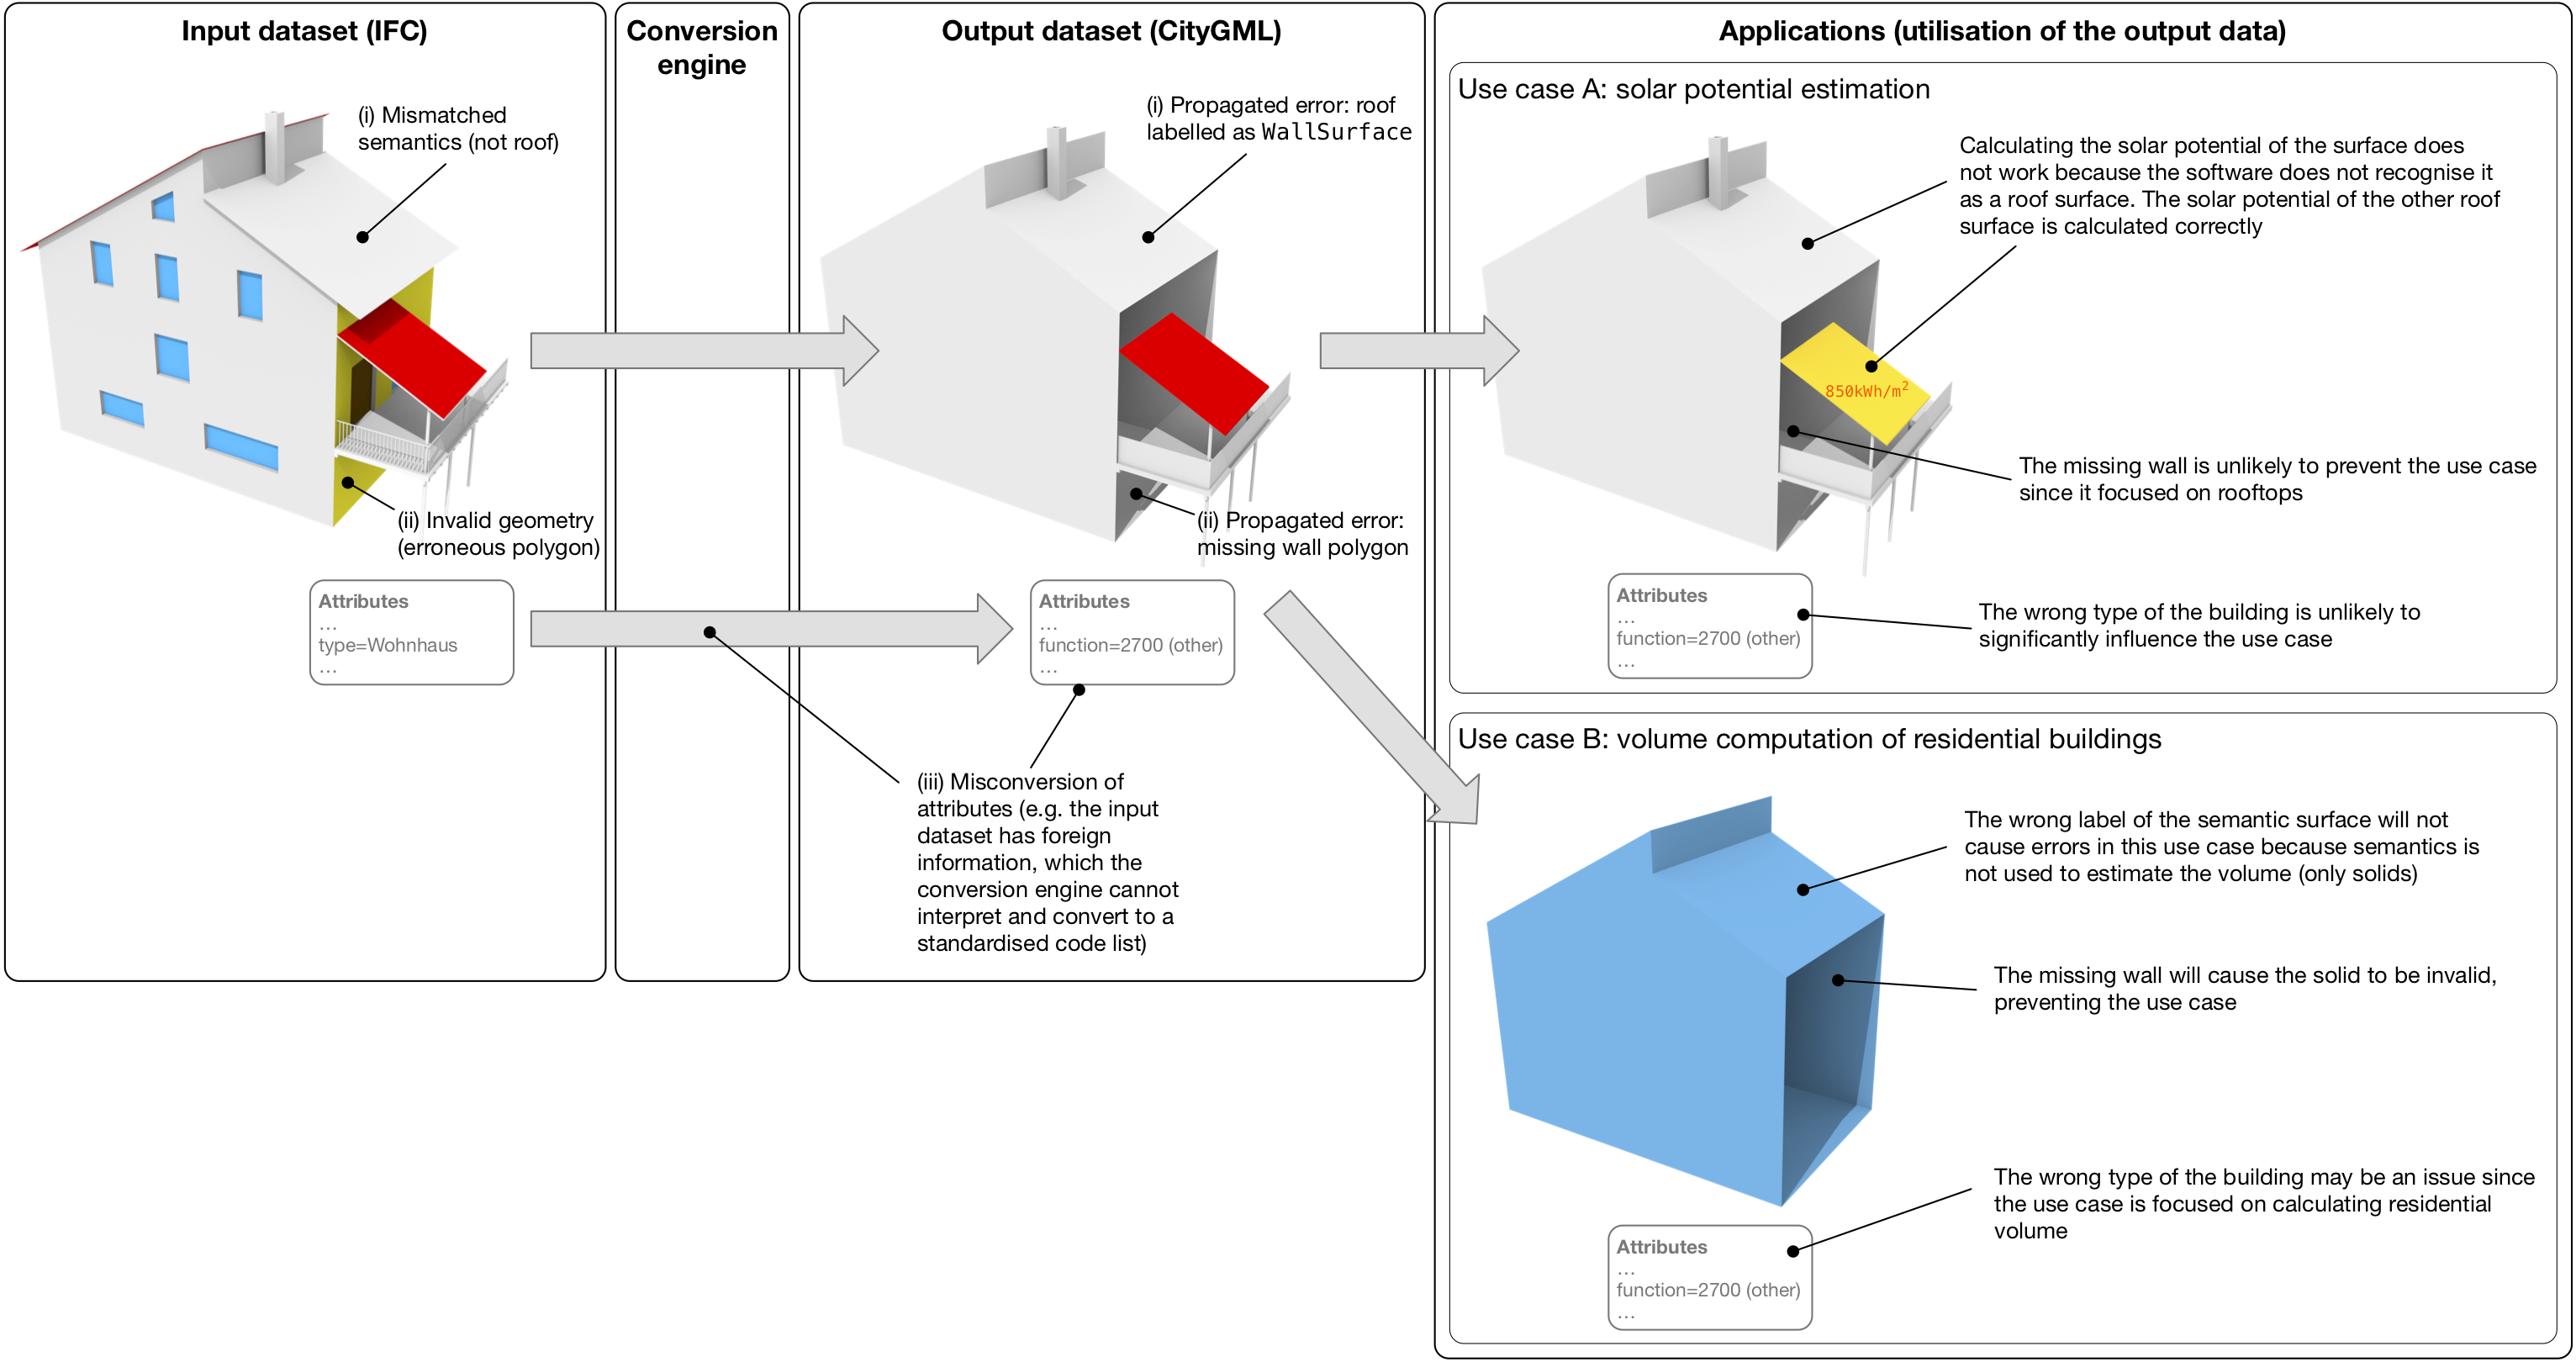 Input dataset (IFC)
(i) Mismatched
semantics (not roof)
(ii) Invalid geometry
(erroneous polygon)
Attributes
…
type=Wohnhaus
…
Conversion
engine
Output dataset (CityGML)
(i) Propagated error: roof
labelled as WallSurface
(ii) Propagated error:
missing wall polygon
Attributes
…
function=2700 (other)
…
(iii) Misconversion of
attributes (e.g. the input
dataset has foreign
information, which the
conversion engine cannot
interpret and convert to a
standardised code list)
Applications (utilisation of the output data)
Use case A: solar potential estimation
Calculating the solar potential of the surface does
not work because the software does not recognise it
as a roof surface. The solar potential of the other roof
surface is calculated correctly
850kWh/m²
The missing wall is unlikely to prevent the use case
since it focused on rooftops
Attributes
…
function=2700 (other)
…
The wrong type of the building is unlikely to
significantly influence the use case
Use case B: volume computation of residential buildings
The wrong label of the semantic surface will not
cause errors in this use case because semantics is
not used to estimate the volume (only solids)
The missing wall will cause the solid to be invalid,
preventing the use case
The wrong type of the building may be an issue since
the use case is focused on calculating residential
volume
Attributes
…
function=2700 (other)
…